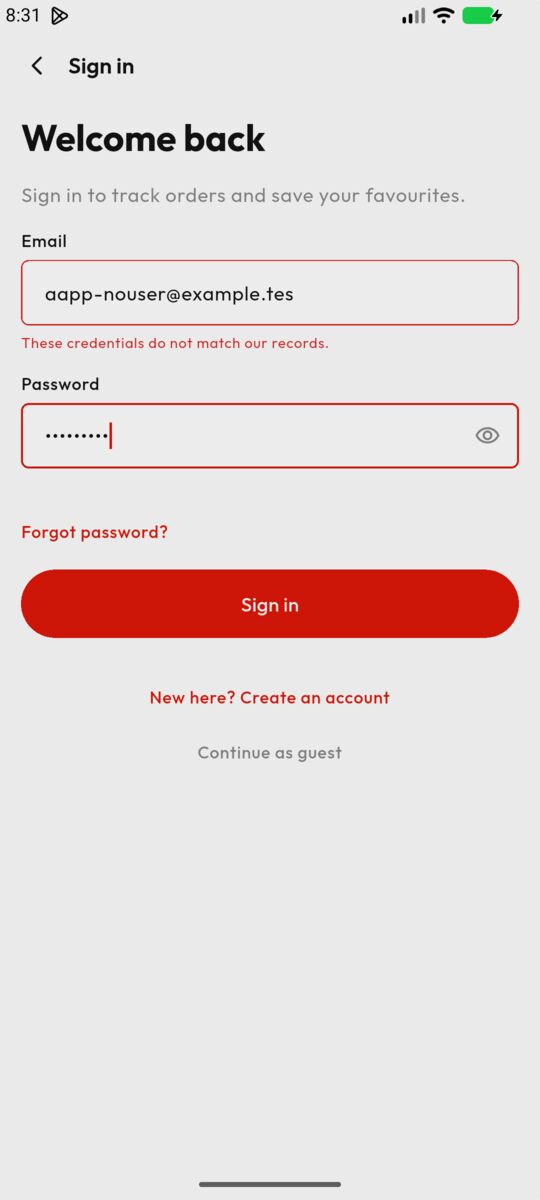 8:31
Sign in
Welcome back
Sign in to track orders and save your favourites.
Email
aapp-nouser@example.tes
These credentials do not match our records.
Password
•••••••••
Forgot password?
Sign in
New here? Create an account
Continue as guest